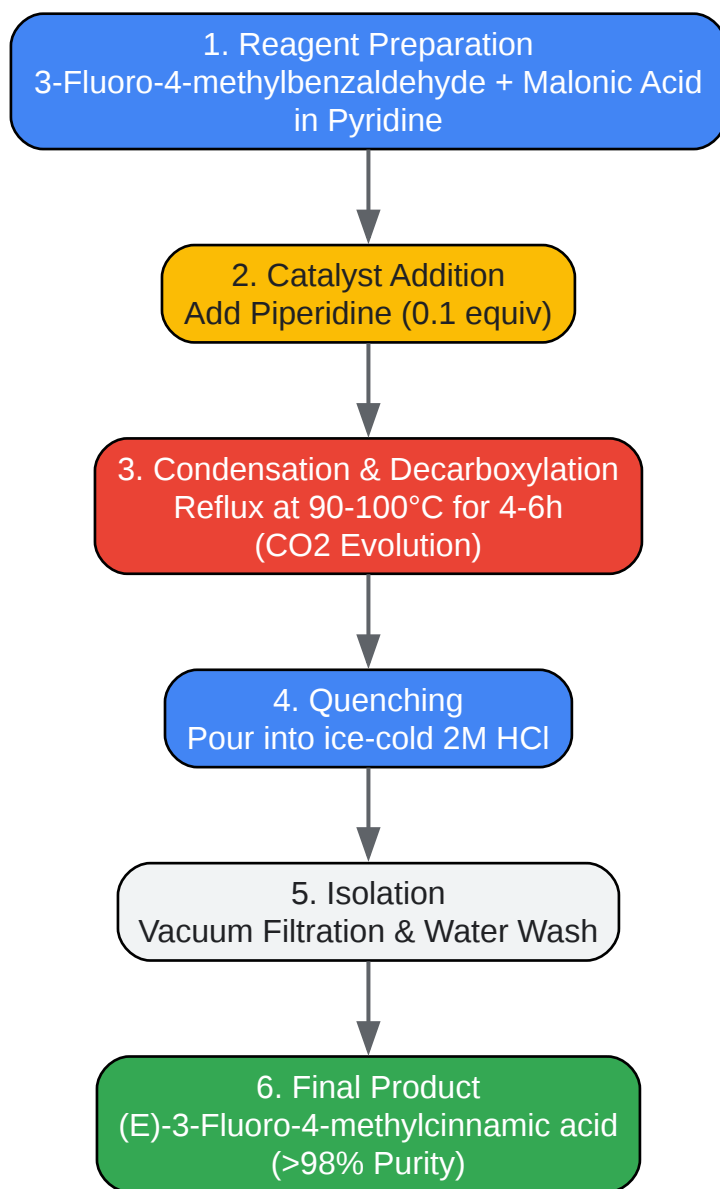 1. Reagent Preparation
3-Fluoro-4-methylbenzaldehyde + Malonic Acid
in Pyridine
2. Catalyst Addition
Add Piperidine (0.1 equiv)
3. Condensation & Decarboxylation
Reflux at 90-100°C for 4-6h
(CO2 Evolution)
4. Quenching
Pour into ice-cold 2M HCl
5. Isolation
Vacuum Filtration & Water Wash
6. Final Product
(E)-3-Fluoro-4-methylcinnamic acid
(>98% Purity)